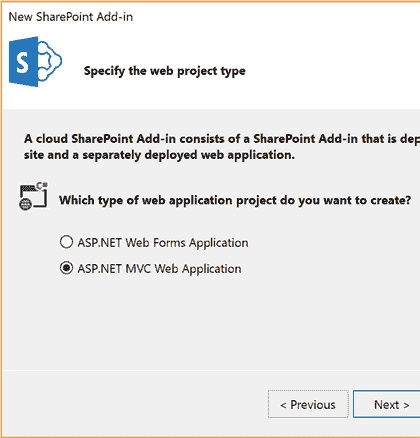 New SharePoint Add-in
S
Specify the web project type
A cloud SharePoint Add-in consists of a SharePoint Add-in that is
site and a separately deployed web application.
C#
Which type of web application project do you want to create?
ASP.NET Web Forms Application
ASP.NET MVC Web Application
< Previous
Next >